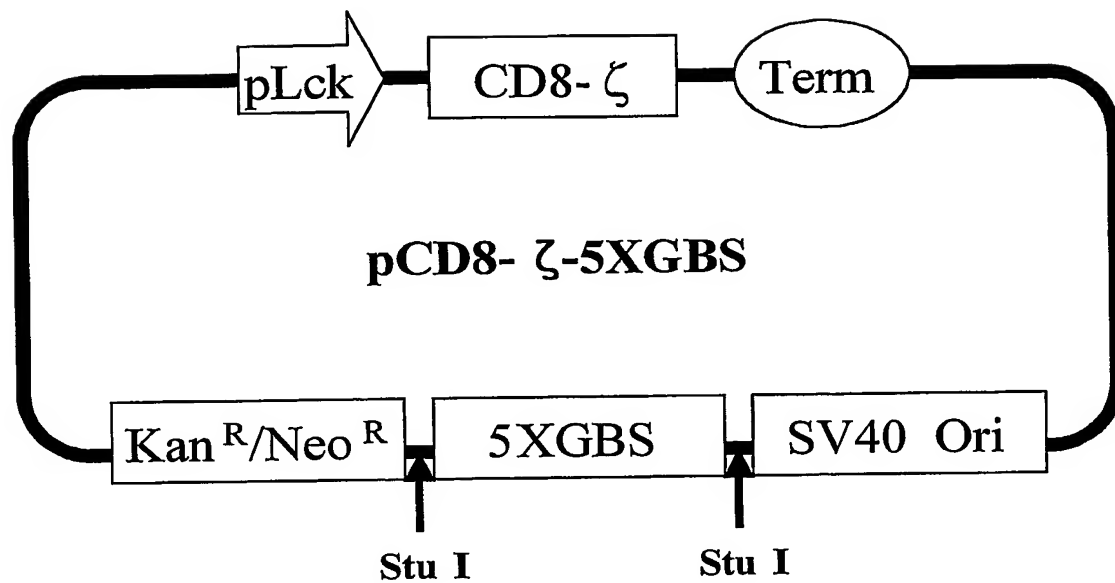 pLck
CD8- ζ
Term
pCD8- ζ-5XGBS
Kan R/Neo R
5XGBS
SV40 Ori
Stu I
Stu I